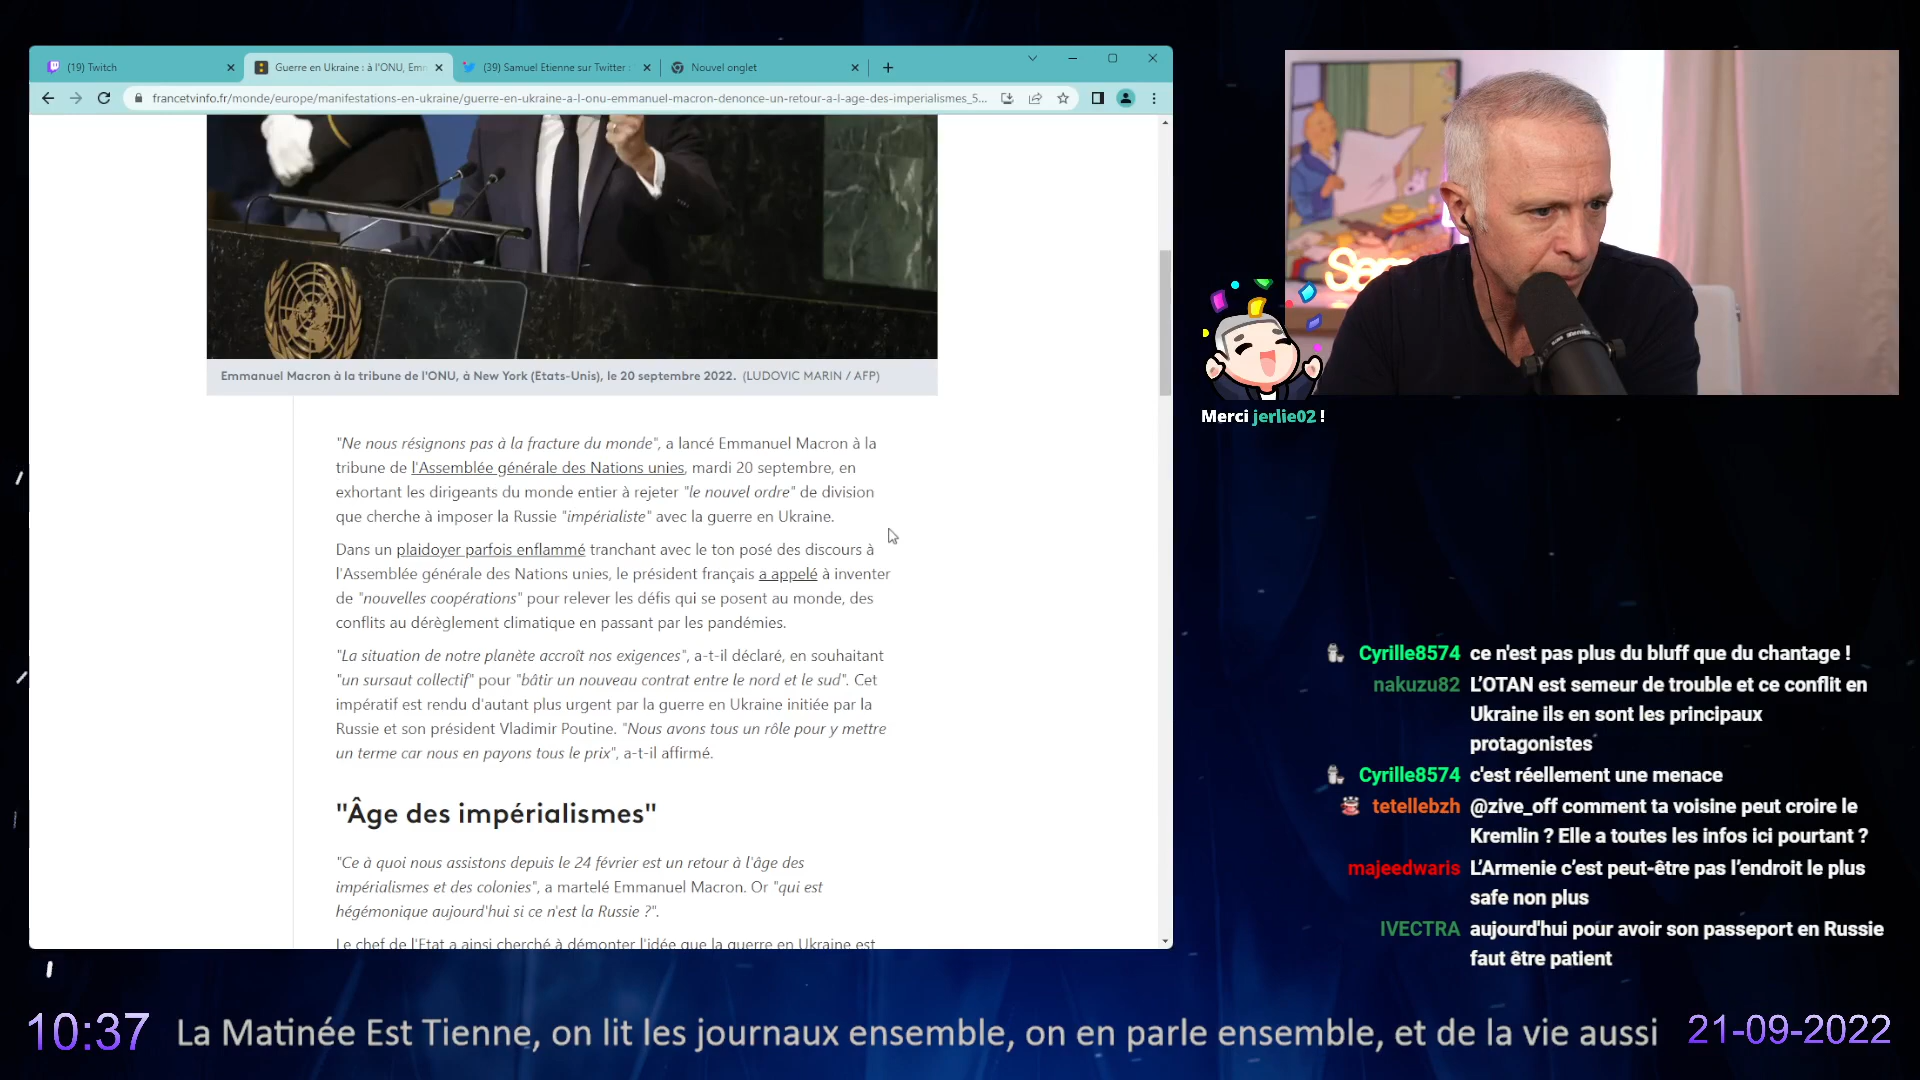 (19) Twitch
Guerre en Ukraine : à l'ONU, Em
(39) Samuel Etienne sur Twitter :
Nouvel onglet
francetvinfo.fr/monde/europe/manifestations-en-ukraine/guerre-en-ukraine-a-l-onu-emmanuel-macron-denonce-un-retour-a-l-age-des-imperialismes_5...
Emmanuel Macron à la tribune de l'ONU, à New York (Etats-Unis), le 20 septembre 2022. (LUDOVIC MARIN / AFP)
"Ne nous résignons pas à la fracture du monde", a lancé Emmanuel Macron à la
tribune de l'Assemblée générale des Nations unies, mardi 20 septembre, en
exhortant les dirigeants du monde entier à rejeter "le nouvel ordre" de division
que cherche à imposer la Russie "impérialiste" avec la guerre en Ukraine.
Dans un plaidoyer parfois enflammé tranchant avec le ton posé des discours à
l'Assemblée générale des Nations unies, le président français a appelé à inventer
de "nouvelles coopérations" pour relever les défis qui se posent au monde, des
conflits au dérèglement climatique en passant par les pandémies.
"La situation de notre planète accroît nos exigences", a-t-il déclaré, en souhaitant
"un sursaut collectif" pour "bâtir un nouveau contrat entre le nord et le sud". Cet
impératif est rendu d'autant plus urgent par la guerre en Ukraine initiée par la
Russie et son président Vladimir Poutine. "Nous avons tous un rôle pour y mettre
un terme car nous en payons tous le prix", a-t-il affirmé.
"Âge des impérialismes"
"Ce à quoi nous assistons depuis le 24 février est un retour à l'âge des
impérialismes et des colonies", a martelé Emmanuel Macron. Or "qui est
hégémonique aujourd'hui si ce n'est la Russie ?".
Le chef de l'Etat a ainsi cherché à démonter l'idée que la guerre en Ukraine est
Merci jerlie02 !
Cyrille8574 ce n'est pas plus du bluff que du chantage !
nakuzu82 L'OTAN est semeur de trouble et ce conflit en
Ukraine ils en sont les principaux
protagonistes
Cyrille8574 c'est réellement une menace
tetellebzh @zive_off comment ta voisine peut croire le
Kremlin ? Elle a toutes les infos ici pourtant ?
majeedwaris L'Armenie c'est peut-être pas l'endroit le plus
safe non plus
IVECTRA aujourd'hui pour avoir son passeport en Russie
faut être patient
10:37 La Matinée Est Tienne, on lit les journaux ensemble, on en parle ensemble, et de la vie aussi 21-09-2022